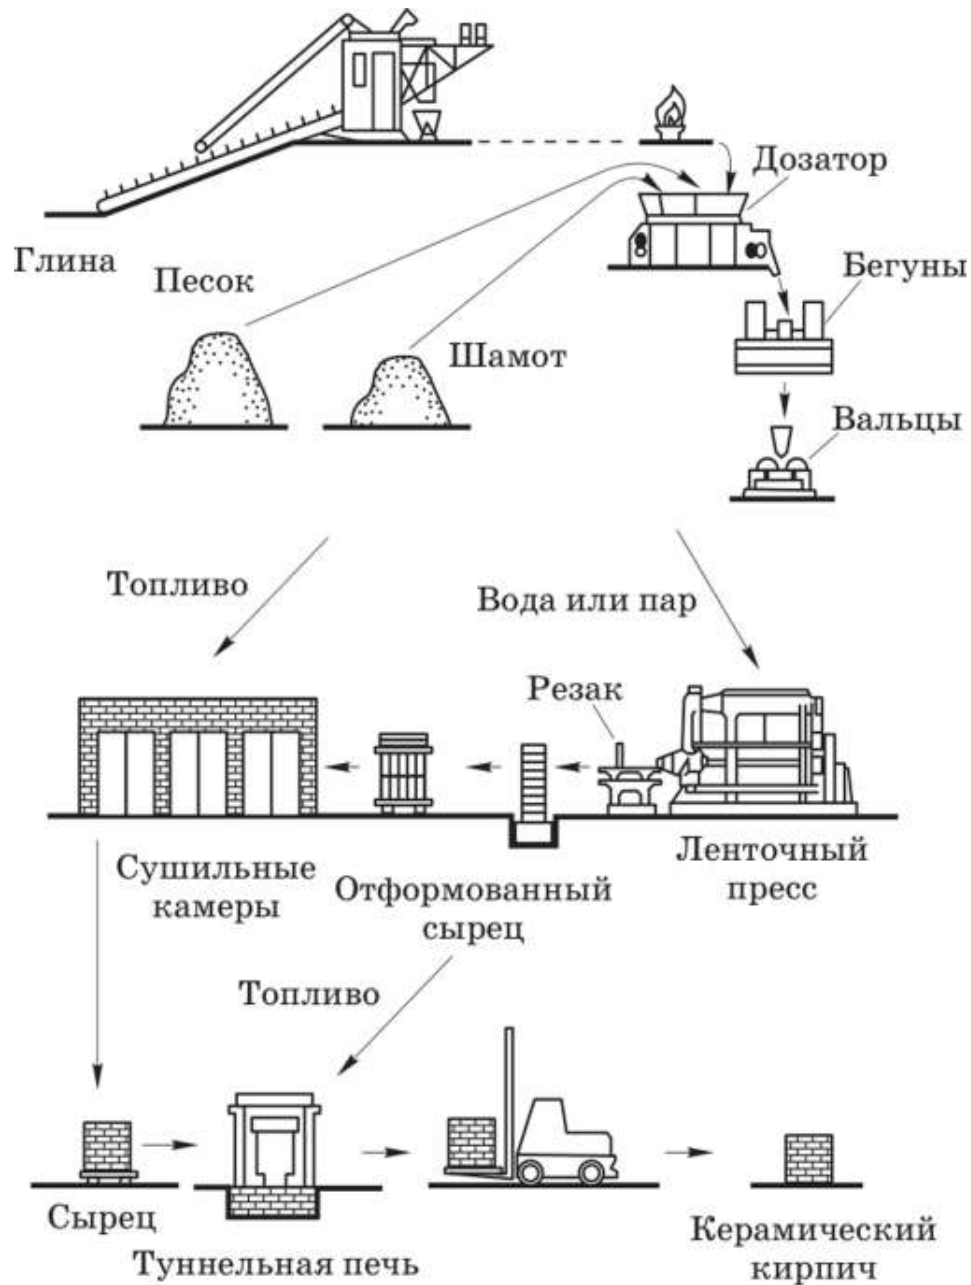 Дозатор
Глина
Песок
Бегуны
Шамот
Вальцы
Топливо
Вода или пар
Резак
Сушильные
камеры
Отформованный
сырец
Ленточный
пресс
Топливо
Сырец
Туннельная печь
Керамический
кирпич